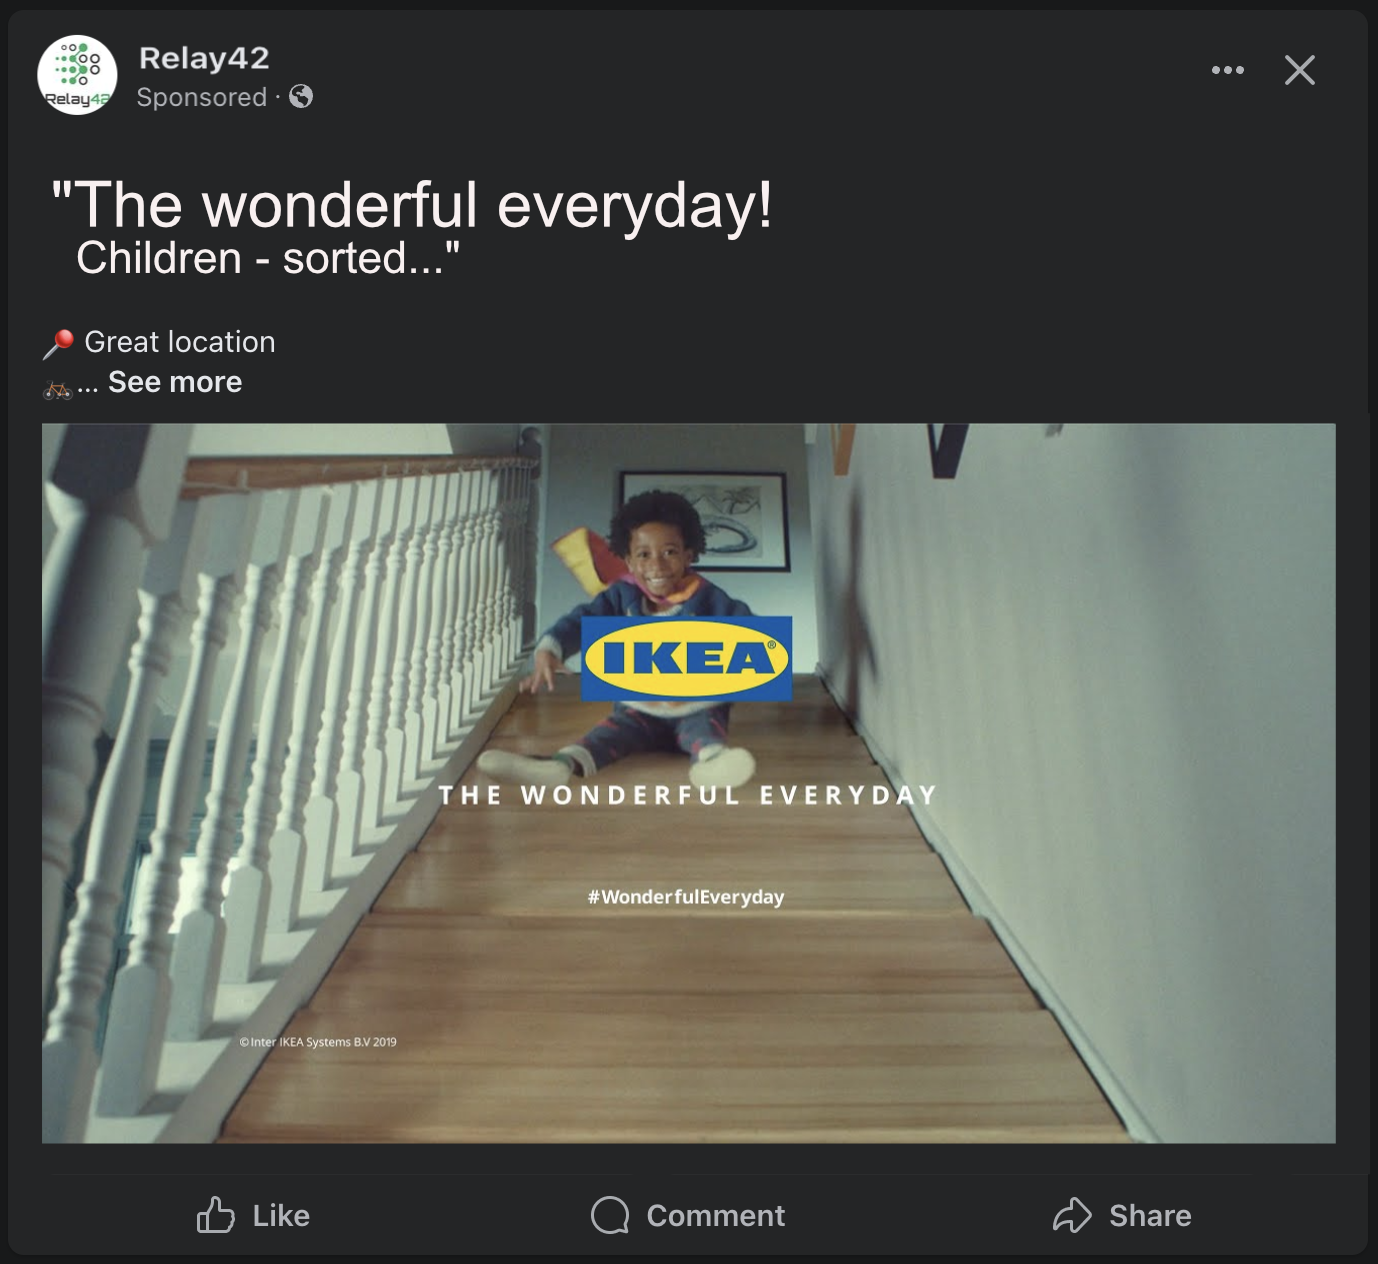 Relay42
Relay42
Sponsored ·
"The wonderful everyday!
Children - sorted..."
Great location
... See more
IKEA®
THE WONDERFUL EVERYDAY
#WonderfulEveryday
© Inter IKEA Systems B.V 2019
Like
Comment
Share